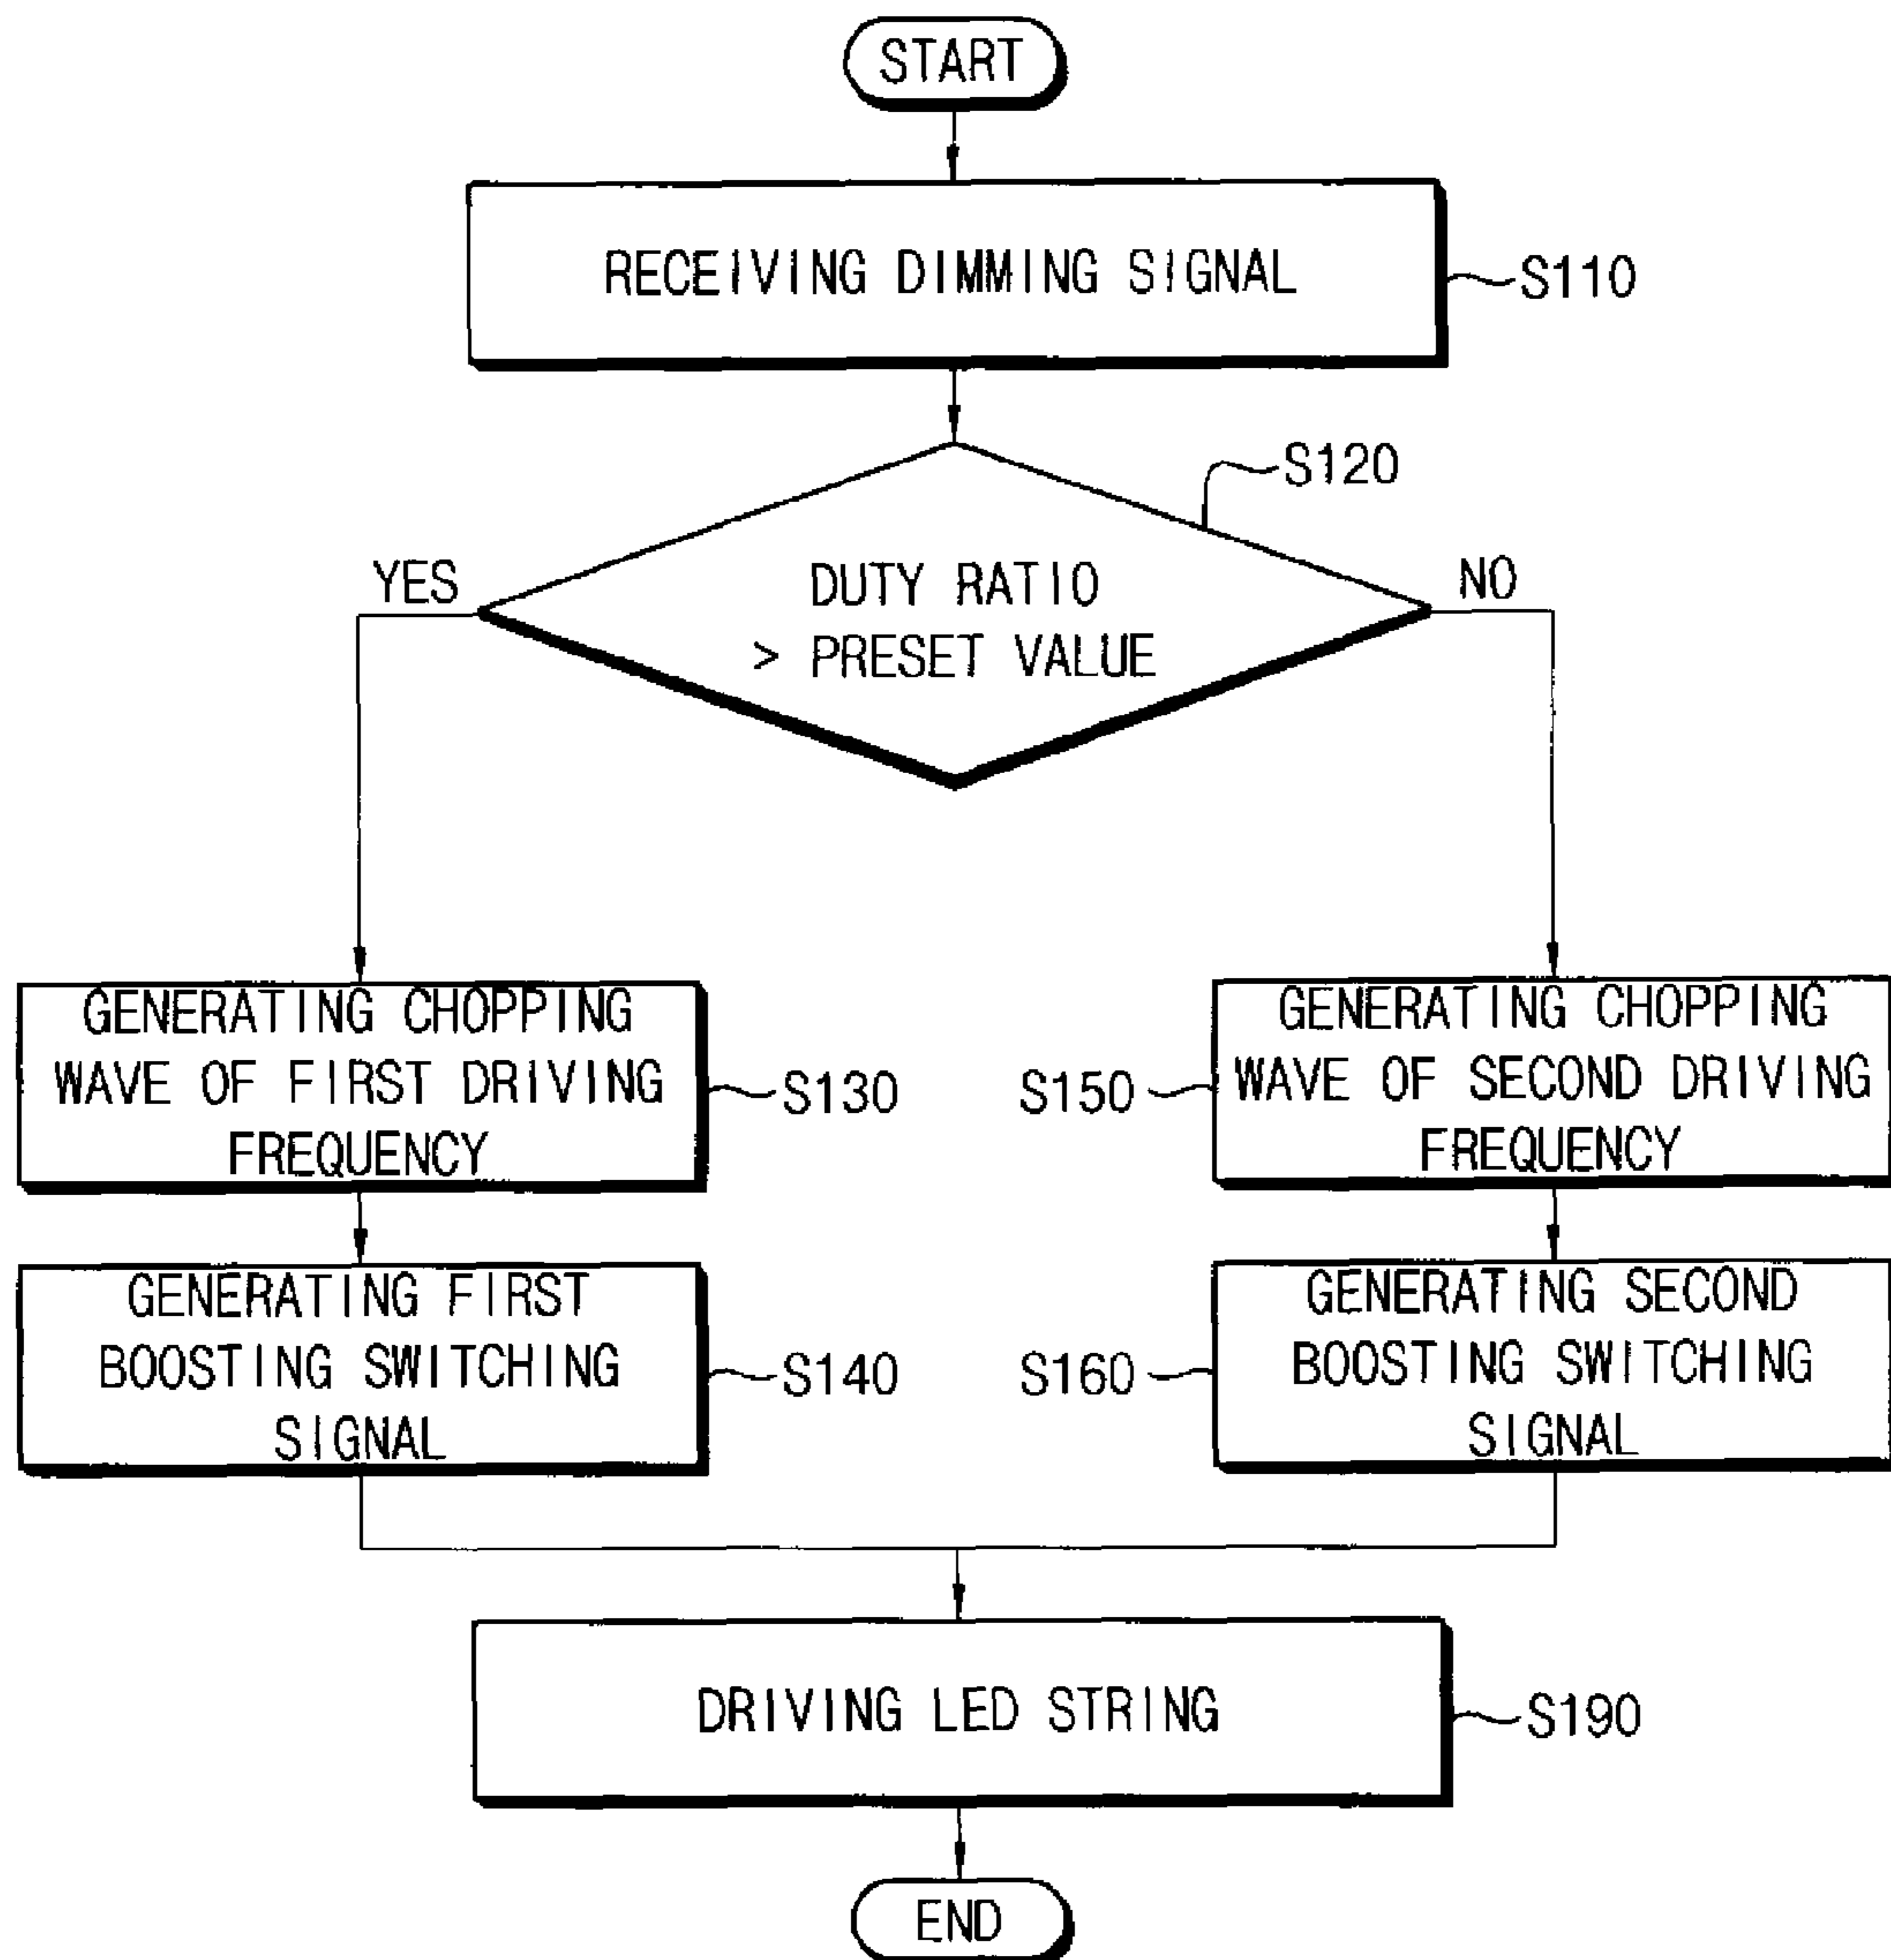 START
RECEIVING DIMMING SIGNAL
S110
S120
YES
DUTY RATIO
> PRESET VALUE
NO
GENERATING CHOPPING
WAVE OF FIRST DRIVING
FREQUENCY
S130
S150
GENERATING CHOPPING
WAVE OF SECOND DRIVING
FREQUENCY
GENERATING FIRST
BOOSTING SWITCHING
SIGNAL
S140
S160
GENERATING SECOND
BOOSTING SWITCHING
SIGNAL
DRIVING LED STRING
S190
END